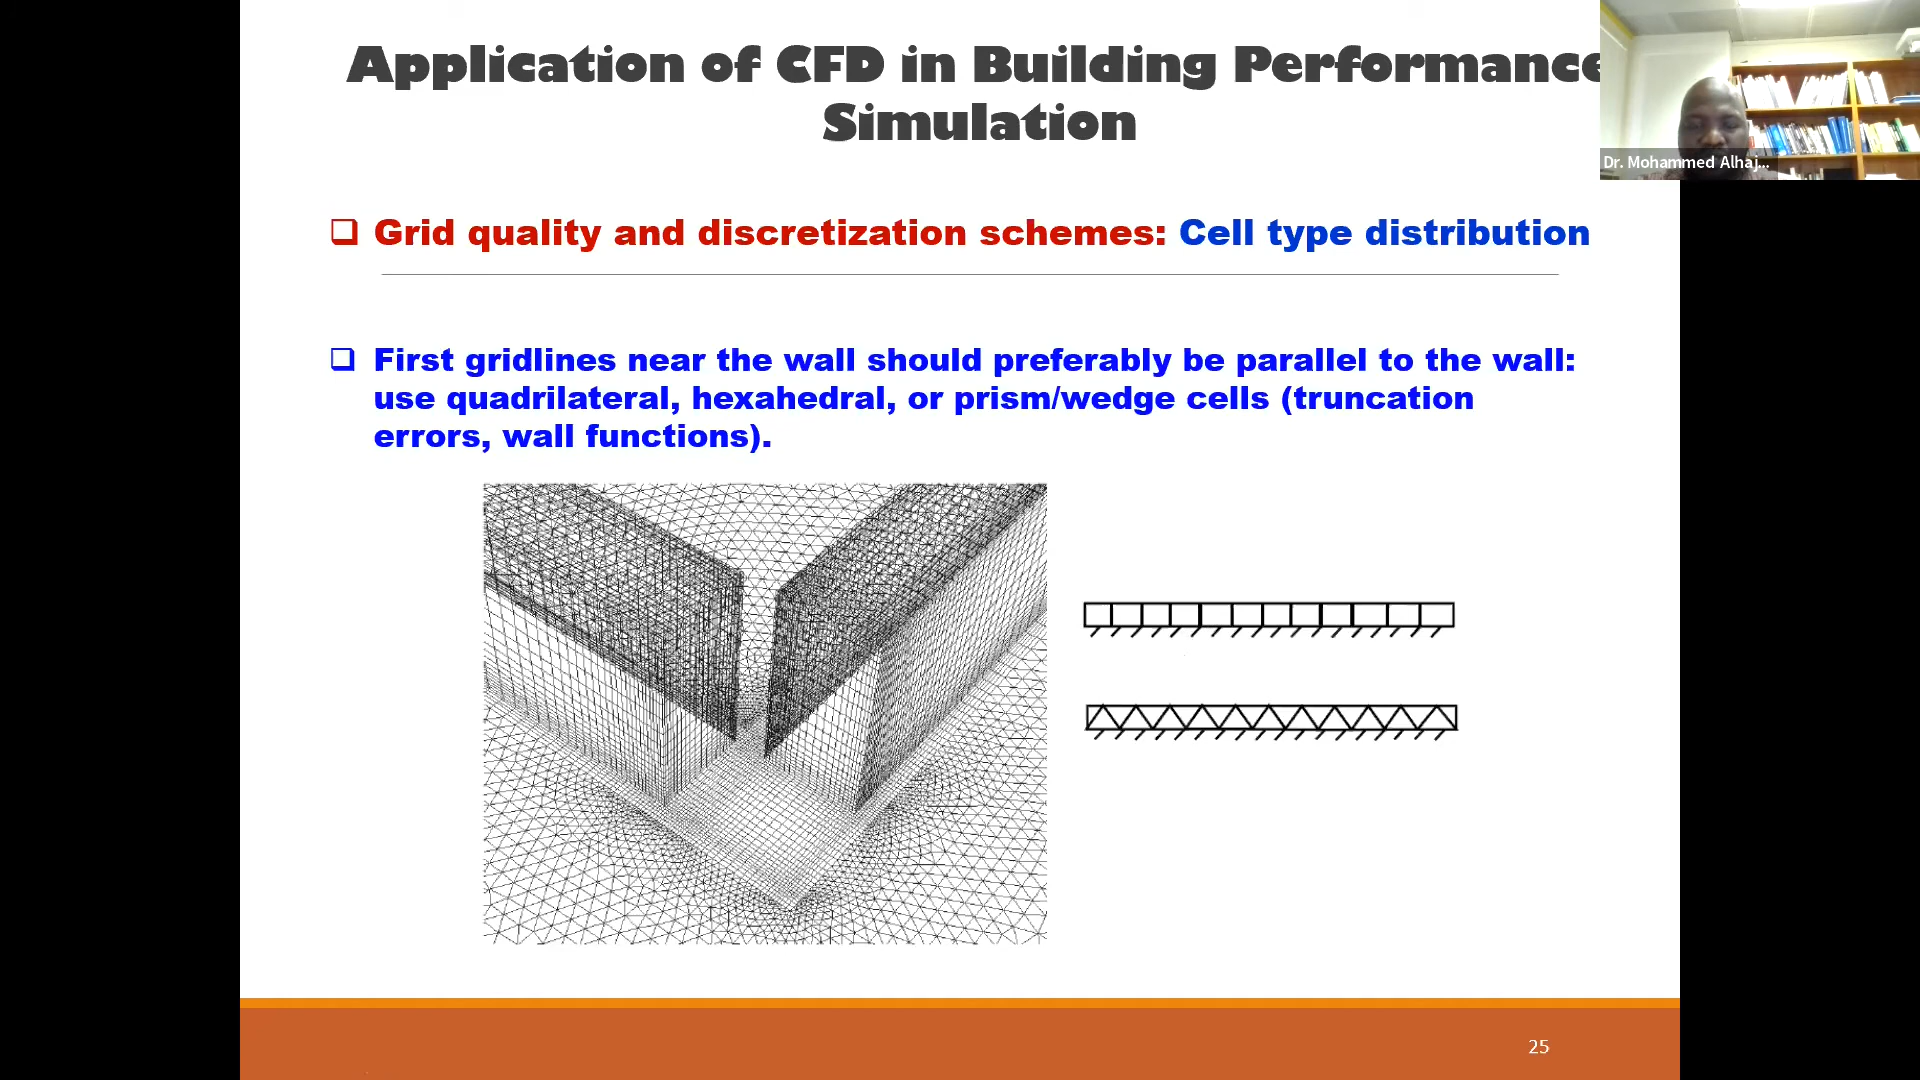 Application of CFD in Building Performance
Simulation
Dr. Mohammed Alhaj...
Grid quality and discretization schemes: Cell type distribution
First gridlines near the wall should preferably be parallel to the wall:
use quadrilateral, hexahedral, or prism/wedge cells (truncation
errors, wall functions).
25